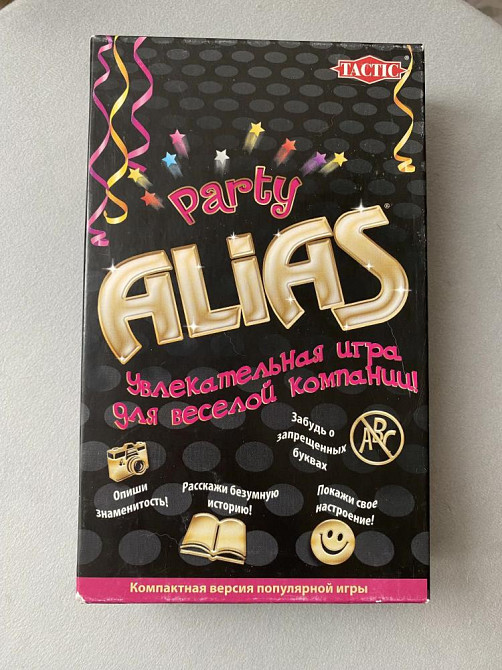 TACTIC
Party
ALiAS®
Увлекательная игра
для веселой компании!
Забудь о
запрещенных
буквах
ABC
Опиши
знаменитость!
Расскажи безумную
историю!
Покажи своё
настроение!
Компактная версия популярной игры